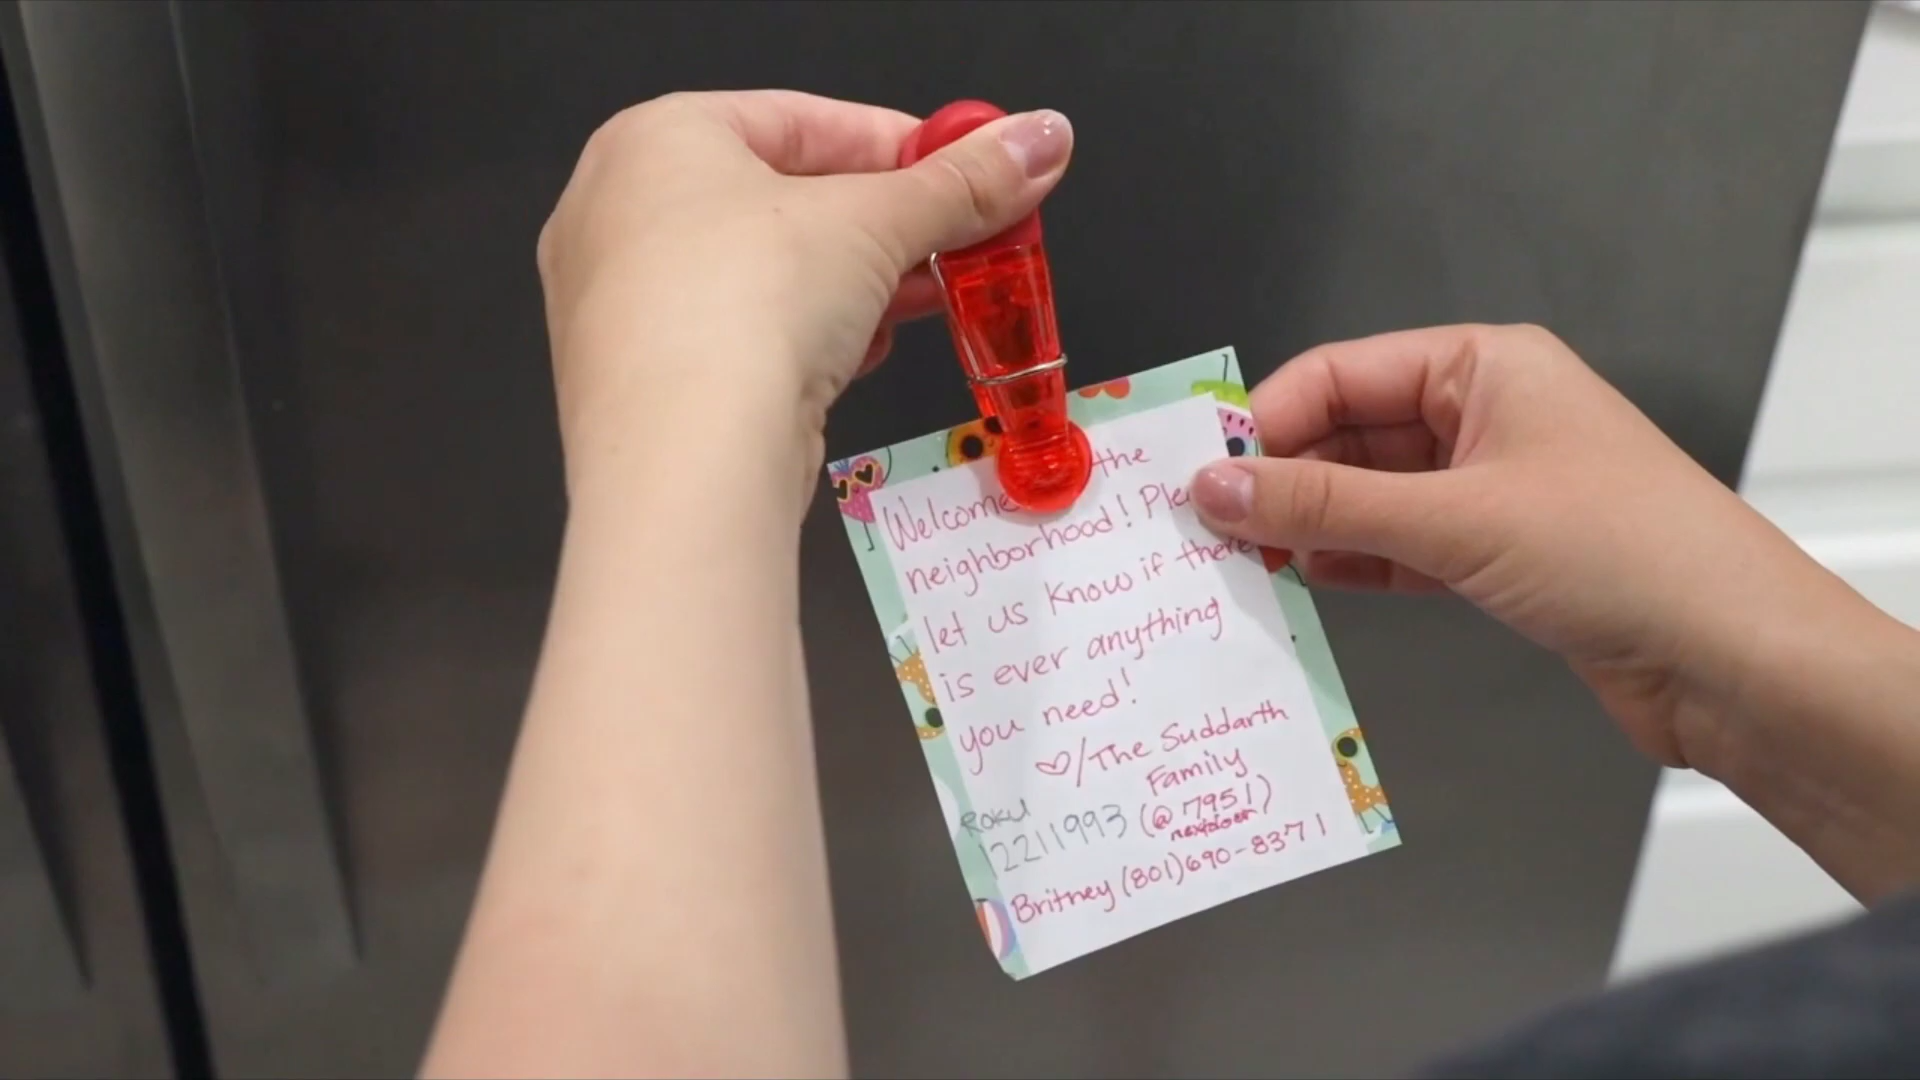 Welcome the
neighborhood! Plea
let us know if there
is ever anything
you need!
♡/The Suddarth
Family
(@ 7951)
nextdoor
Roku
12211993
Britney (801)690-8371